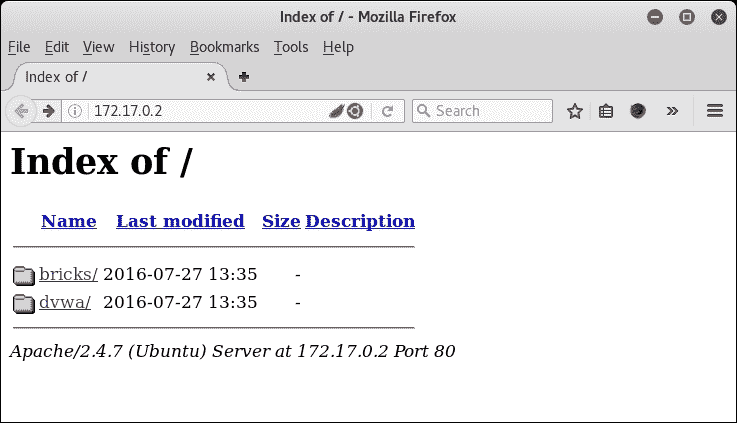 Index of / - Mozilla Firefox
File Edit View History Bookmarks Tools Help
Index of /
172.17.0.2 Search
Index of /
Name Last modified Size Description
bricks/ 2016-07-27 13:35 -
dvwa/ 2016-07-27 13:35 -
Apache/2.4.7 (Ubuntu) Server at 172.17.0.2 Port 80